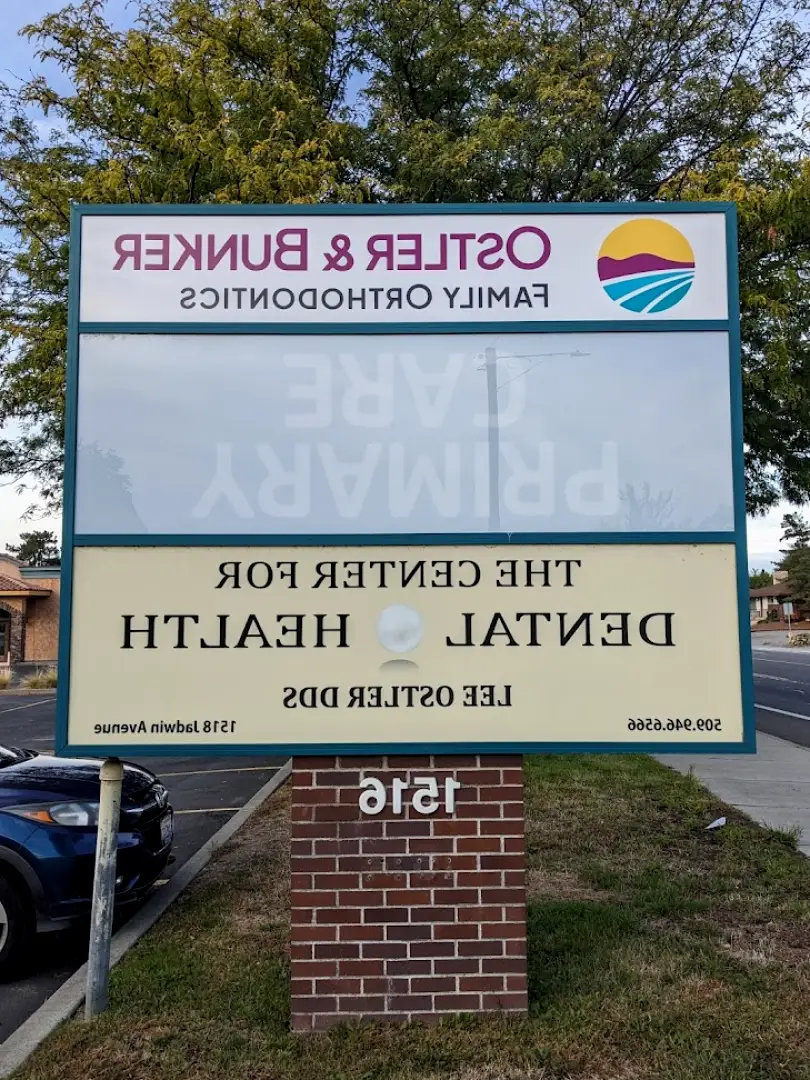 OSTLER & BUNKER
FAMILY ORTHODONTICS
PRIMARY
CARE
THE CENTER FOR
DENTAL HEALTH
LEE OSTLER DDS
509.946.6566 1518 Jadwin Avenue
1516